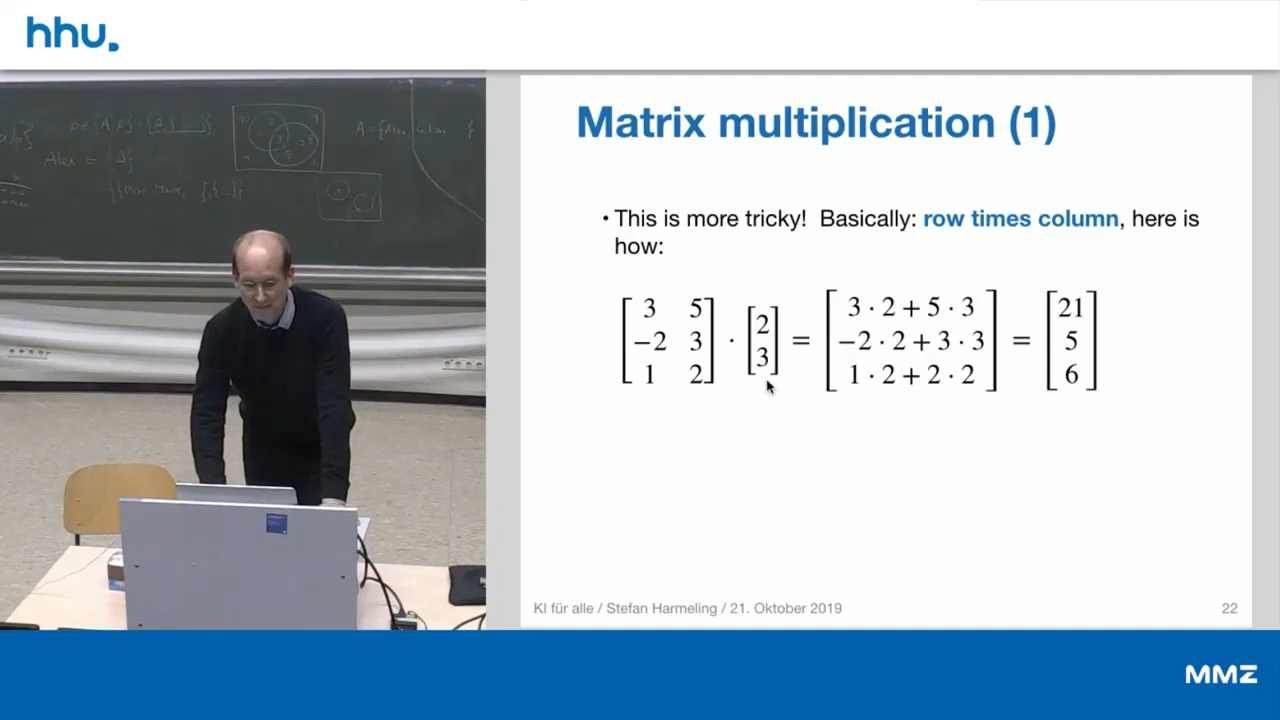 hhu.
Matrix multiplication (1)
• This is more tricky! Basically: row times column, here is
how:
[3 5; −2 3; 1 2] · [2; 3] = [3 · 2 + 5 · 3; −2 · 2 + 3 · 3; 1 · 2 + 2 · 2] = [21; 5; 6]
KI für alle / Stefan Harmeling / 21. Oktober 2019
22
MMZ
Alex ∈